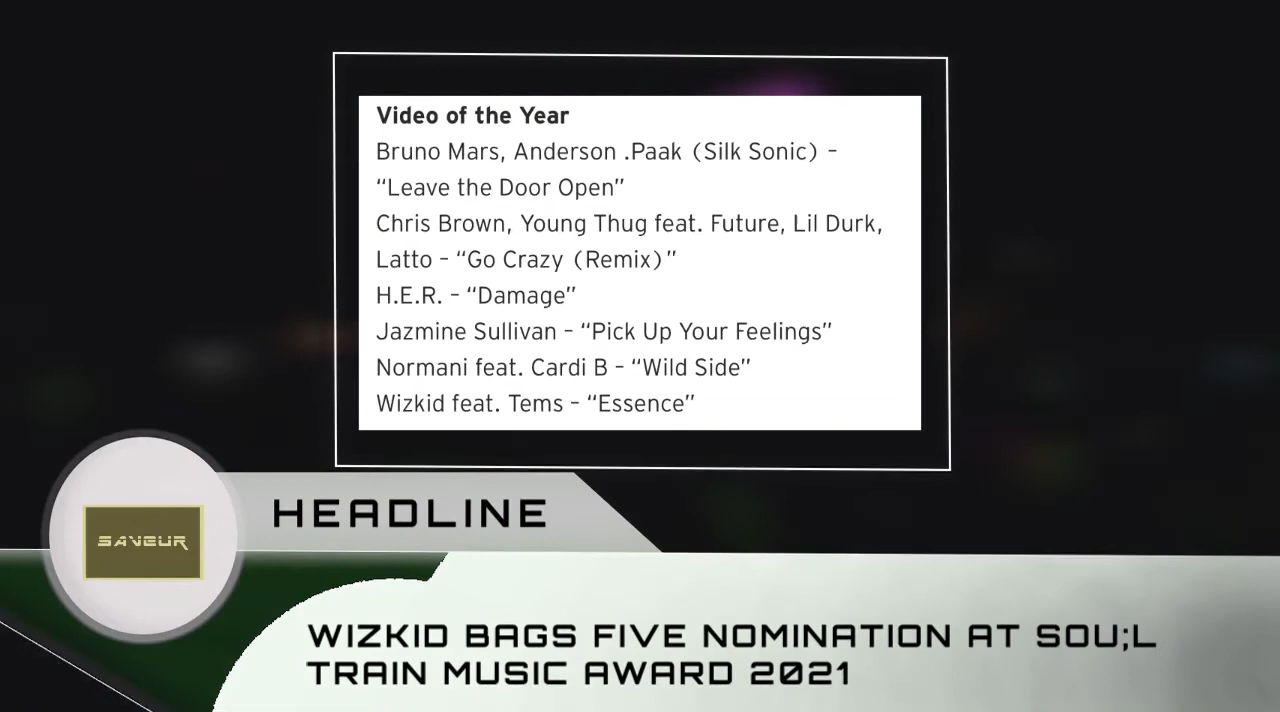 Video of the Year
Bruno Mars, Anderson .Paak (Silk Sonic) –
“Leave the Door Open”
Chris Brown, Young Thug feat. Future, Lil Durk,
Latto – “Go Crazy (Remix)”
H.E.R. – “Damage”
Jazmine Sullivan – “Pick Up Your Feelings”
Normani feat. Cardi B – “Wild Side”
Wizkid feat. Tems – “Essence”
HEADLINE
SAVEUR
WIZKID BAGS FIVE NOMINATION AT SOU;L
TRAIN MUSIC AWARD 2021